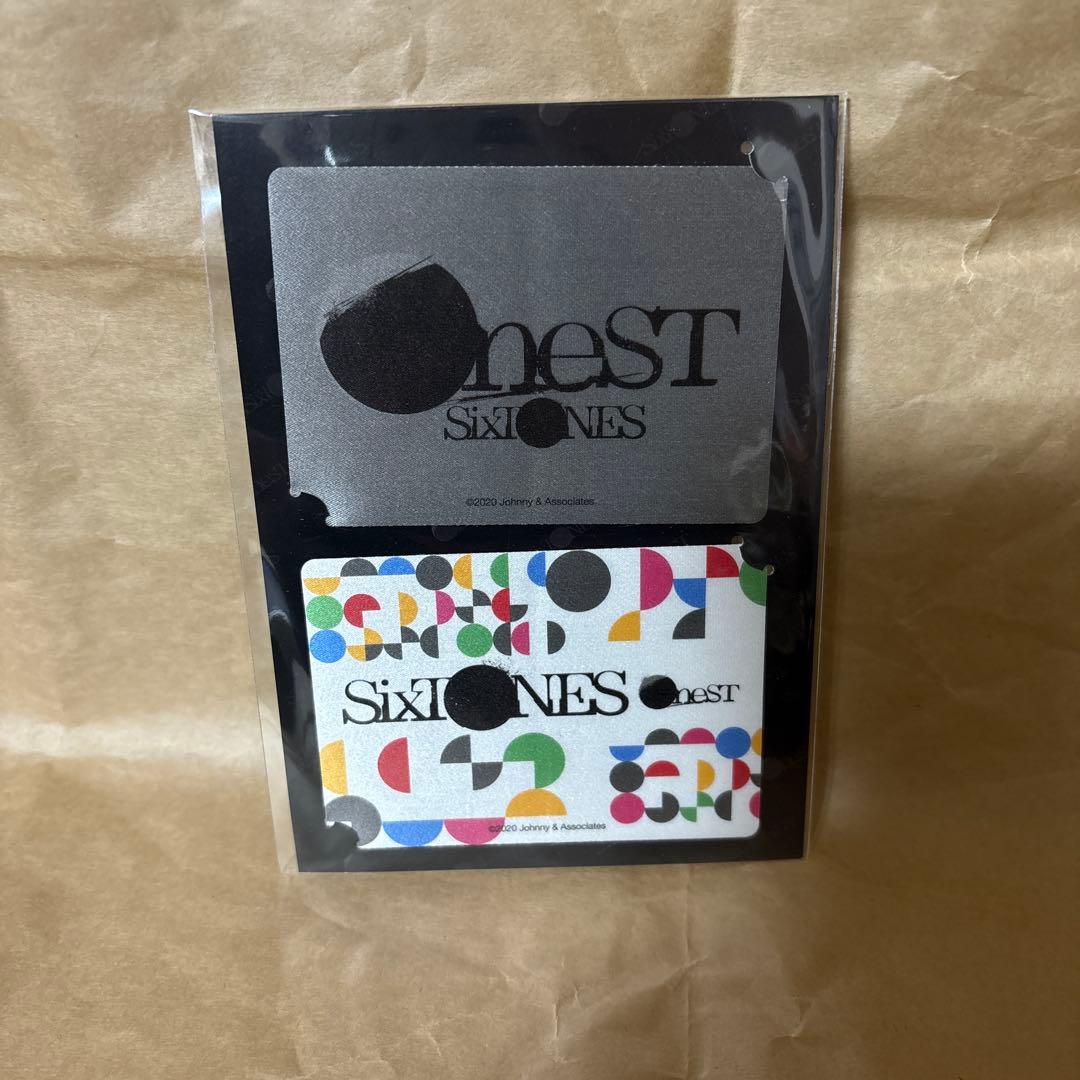 OneST
SixTONES
©2020 Johnny & Associates
SixTONES OneST
©2020 Johnny & Associates